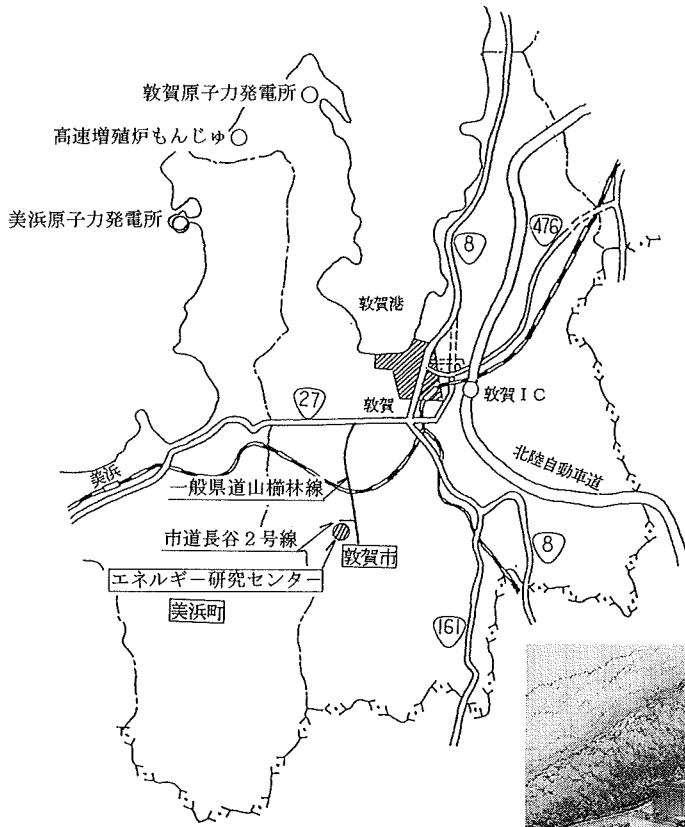 敦賀原子力発電所
高速増殖炉もんじゅ
美浜原子力発電所
8
476
敦賀港
敦賀
敦賀IC
27
北陸自動車道
美浜
一般県道山櫛林線
市道長谷2号線
敦賀市
8
エネルギー研究センター
美浜町
161